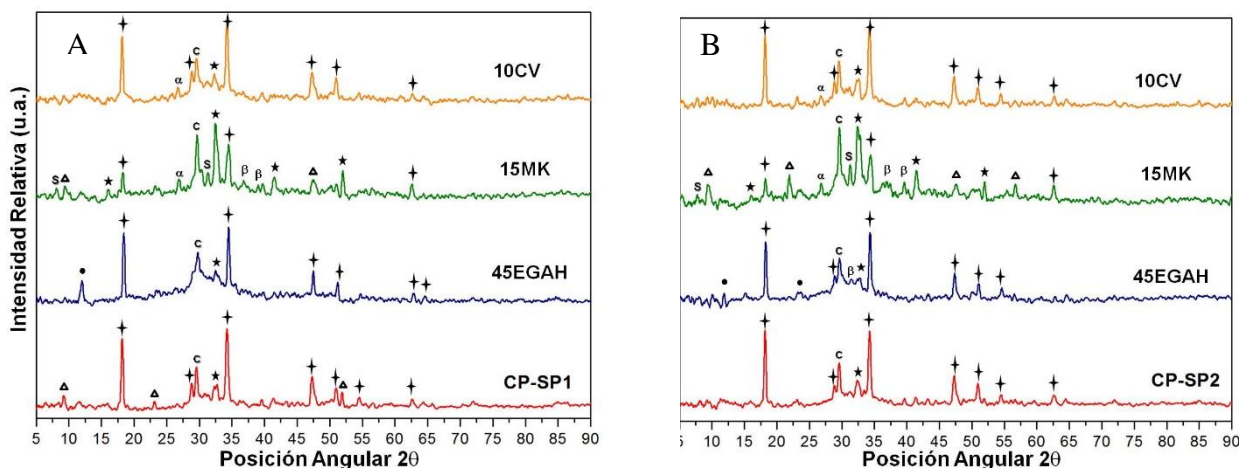 A
10CV
α
C
15MK
S
α
C
S
β
β
45EGAH
C
CP-SP1
C
Intensidad Relativa (u.a.)
5 10 15 20 25 30 35 40 45 50 55 60 65 70 75 80 85 90
Posición Angular 2θ
B
10CV
α
C
15MK
S
α
C
S
β
β
45EGAH
C
β
CP-SP2
C
5 10 15 20 25 30 35 40 45 50 55 60 65 70 75 80 85 90
Posición Angular 2θ